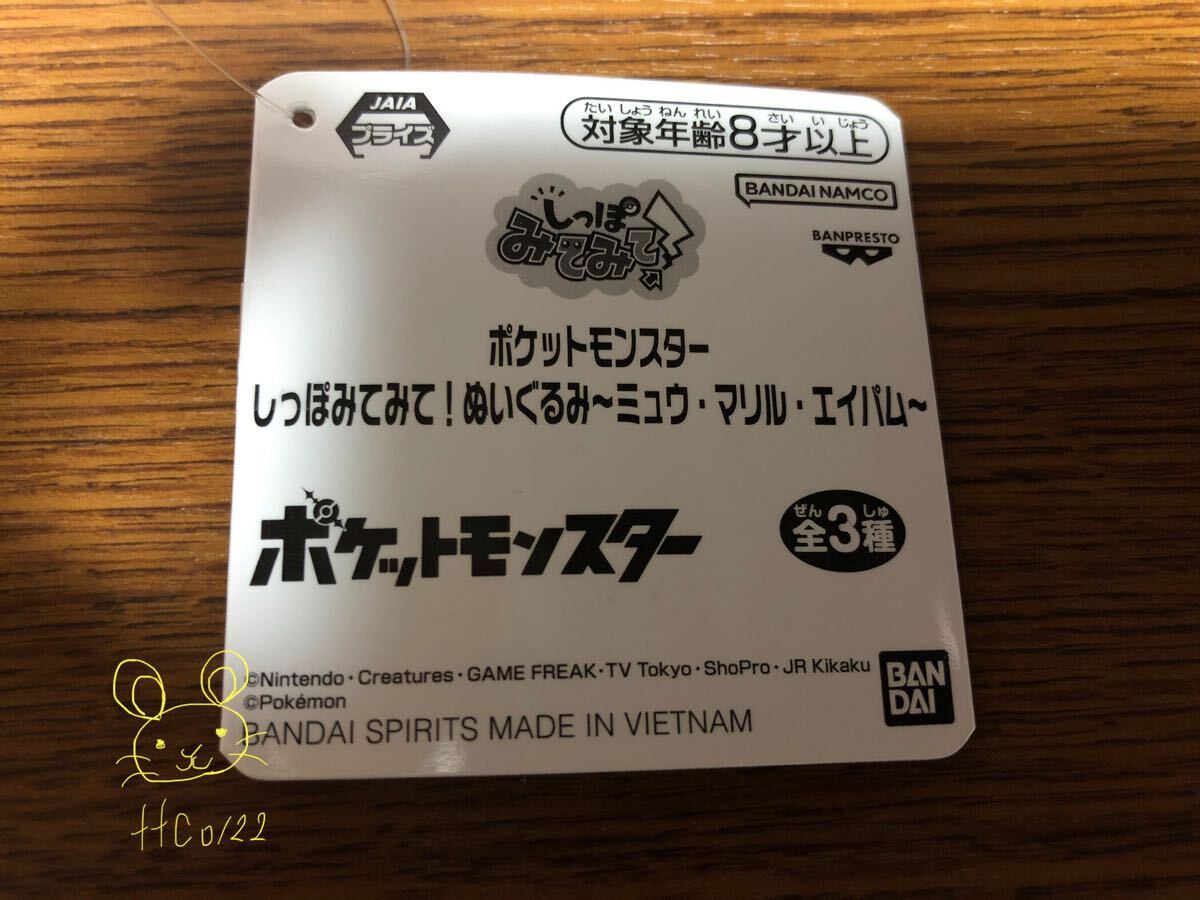 JAIA
プライズ
たいしょうねんれい さいいじょう
対象年齢8才以上
BANDAI NAMCO
BANPRESTO
しっぽ
みてみて!
ポケットモンスター
しっぽみてみて!ぬいぐるみ~ミュウ・マリル・エイパム~
ポケットモンスター
ぜん しゅ
全3種
©Nintendo・Creatures・GAME FREAK・TV Tokyo・ShoPro・JR Kikaku
©Pokémon
BANDAI SPIRITS MADE IN VIETNAM
BAN
DAI
HC0122